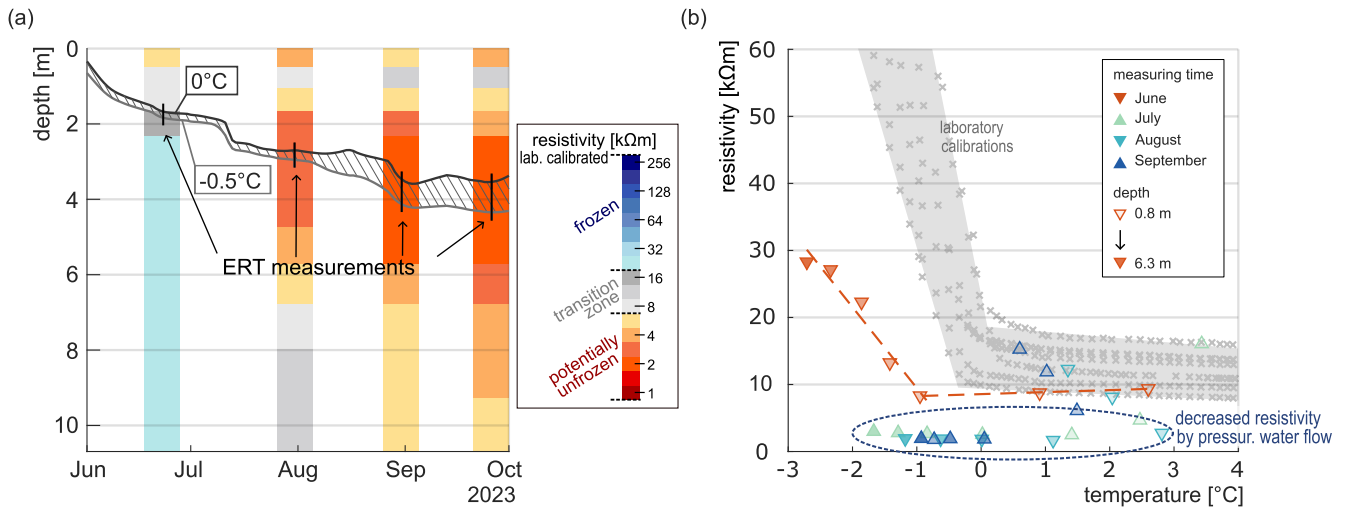 (a)
0
2
4
6
8
10
depth [m]
0°C
-0.5°C
ERT measurements
Jun
Jul
Aug
Sep
Oct
2023
resistivity [kΩm]
lab. calibrated
256
128
64
32
16
8
4
2
1
frozen
transition
zone
potentially
unfrozen
(b)
60
50
40
30
20
10
0
resistivity [kΩm]
laboratory
calibrations
measuring time
June
July
August
September
depth
0.8 m
6.3 m
decreased resistivity
by pressur. water flow
-3
-2
-1
0
1
2
3
4
temperature [°C]